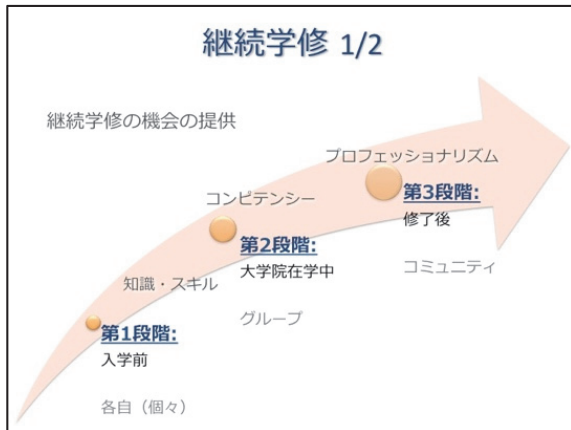 継続学修 1/2
継続学修の機会の提供
プロフェッショナリズム
第3段階:
修了後
コミュニティ
コンピテンシー
第2段階:
大学院在学中
グループ
知識・スキル
第1段階:
入学前
各自（個々）